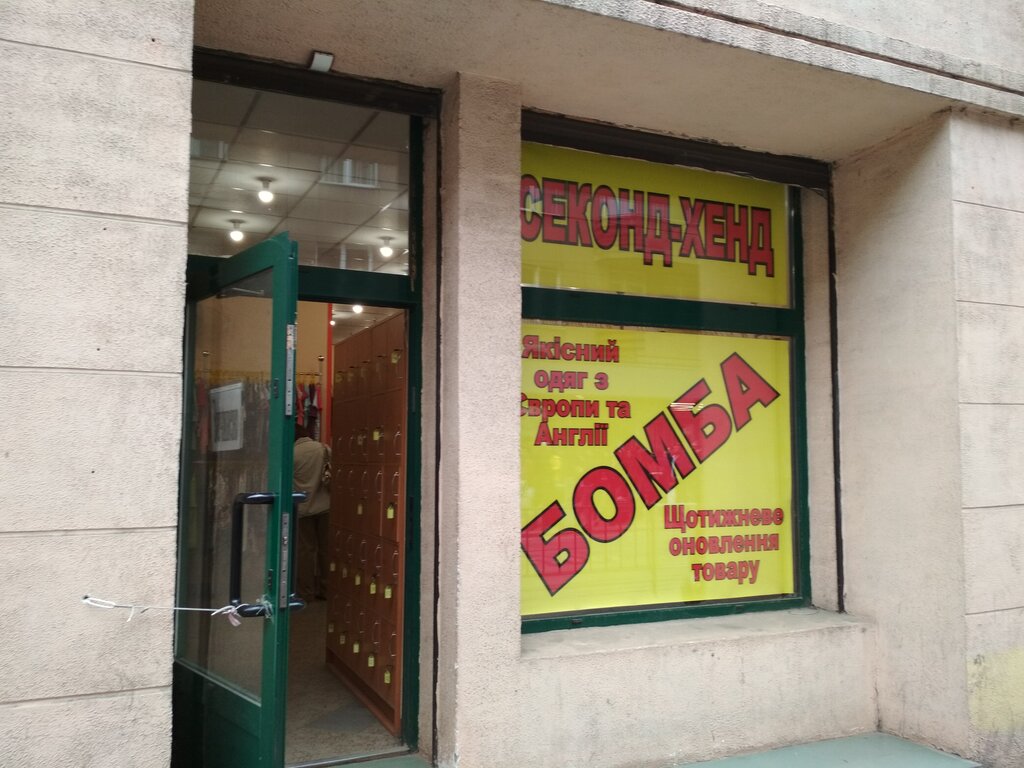 СЕКОНД-ХЕНД
Якісний
одяг з
Європи та
Англії
БОМБА
Щотижневе
оновлення
товару